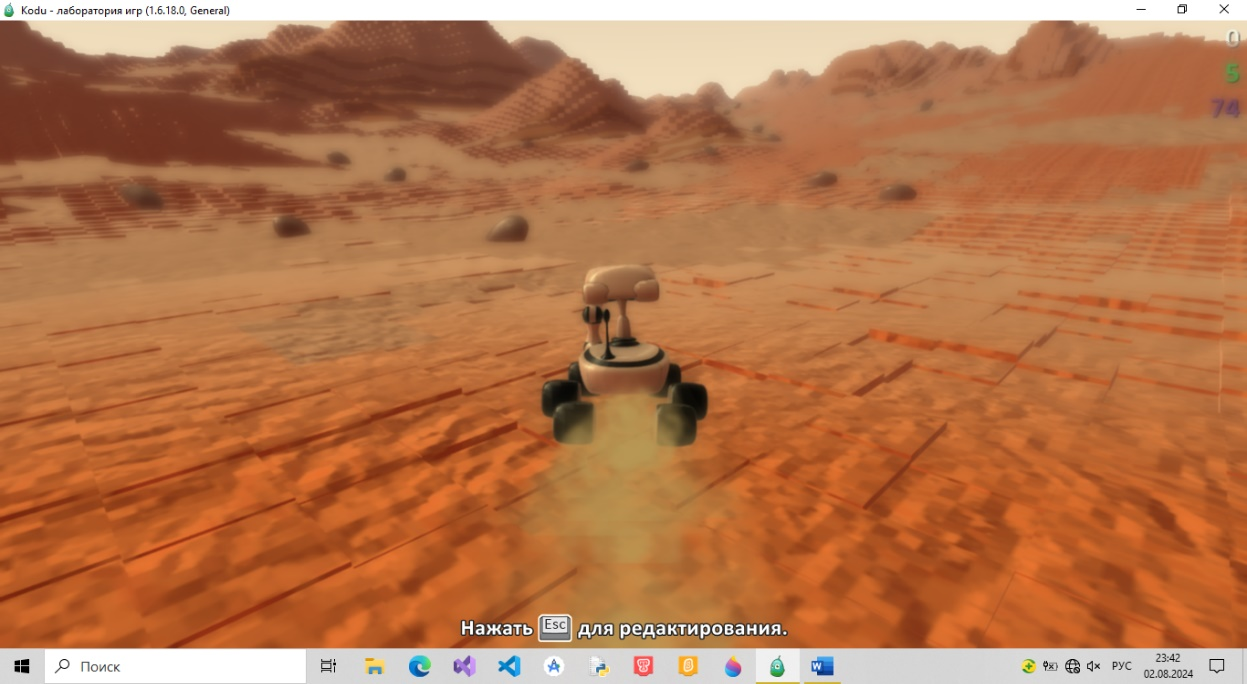 Kodu - лаборатория игр (1.6.18.0, General)
0
5
74
Нажать Esc для редактирования.
Поиск
РУС
23:42
02.08.2024